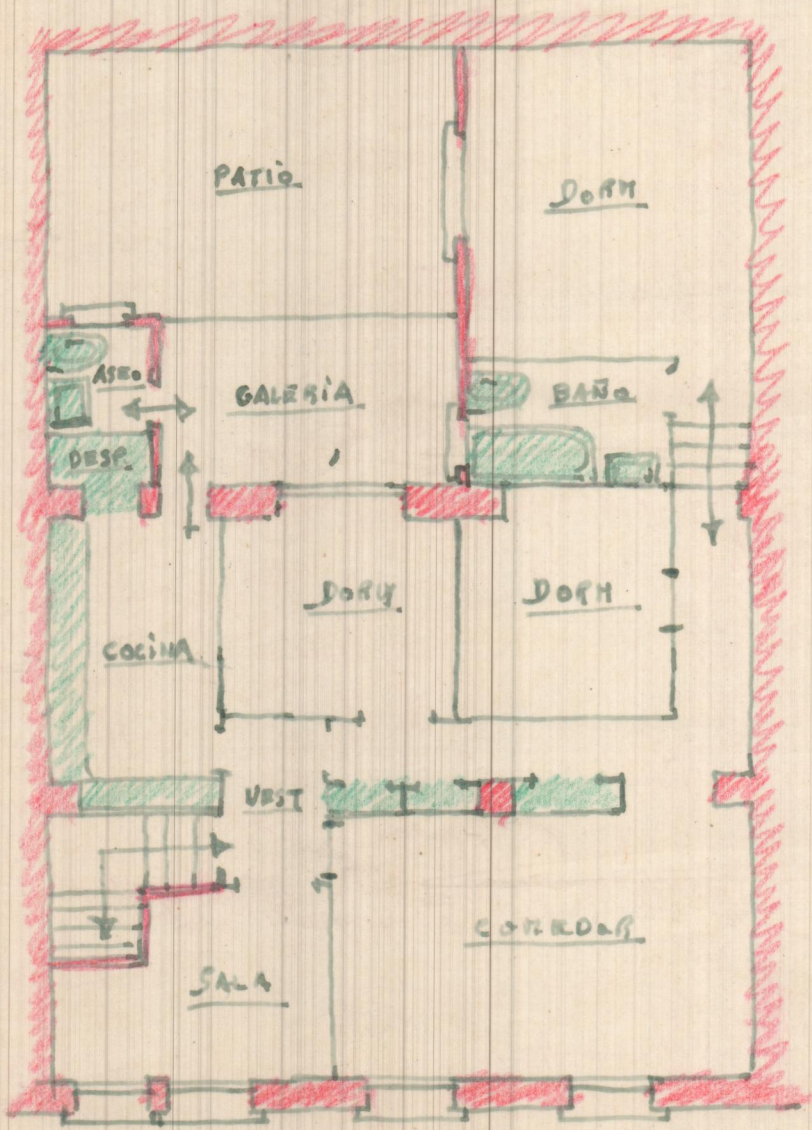 PATIO
DORM
ASEO
GALERIA
BAÑO
DESP.
DORM
DORM
COCINA
VEST
COMEDOR
SALA